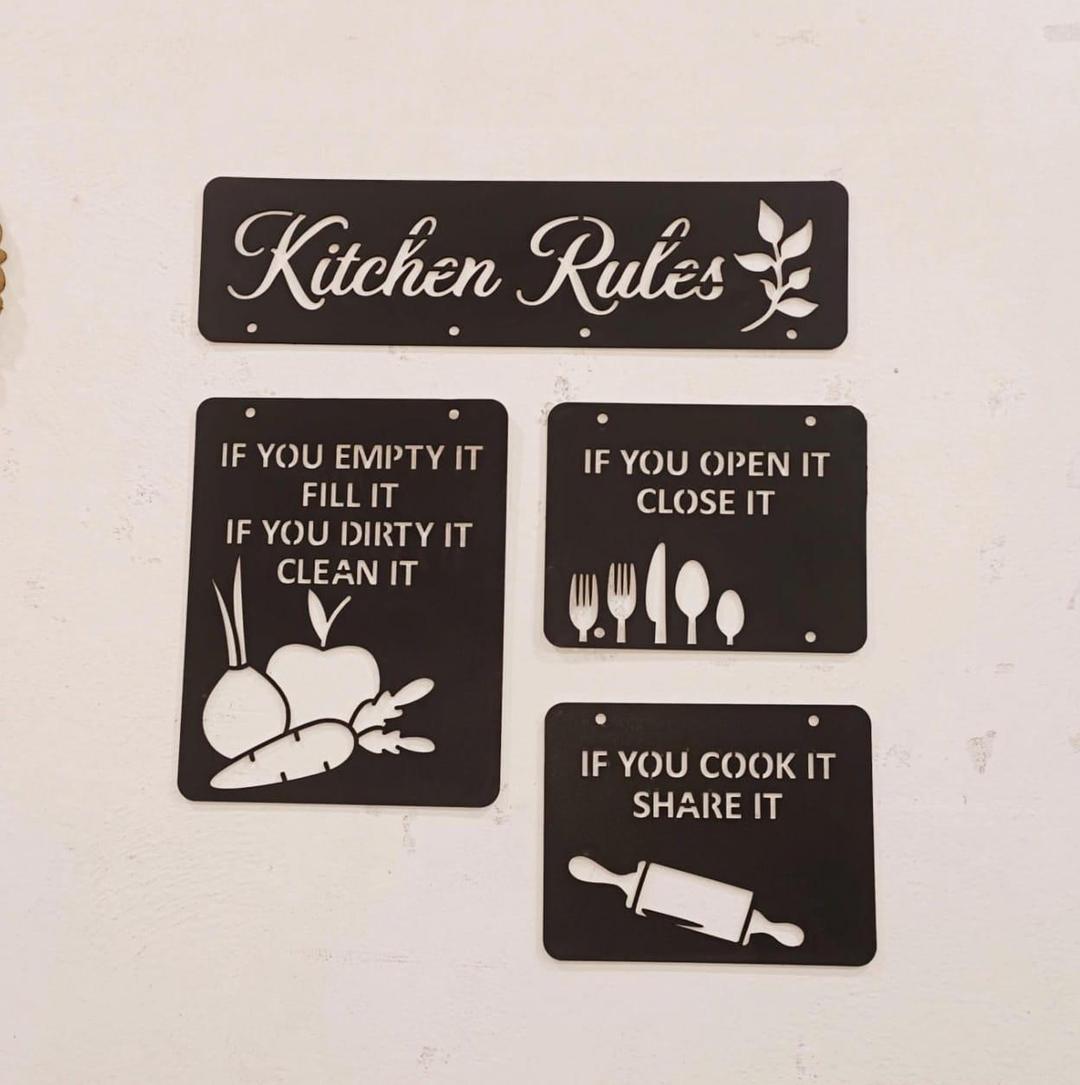 Kitchen Rules
IF YOU EMPTY IT
FILL IT
IF YOU DIRTY IT
CLEAN IT
IF YOU OPEN IT
CLOSE IT
IF YOU COOK IT
SHARE IT